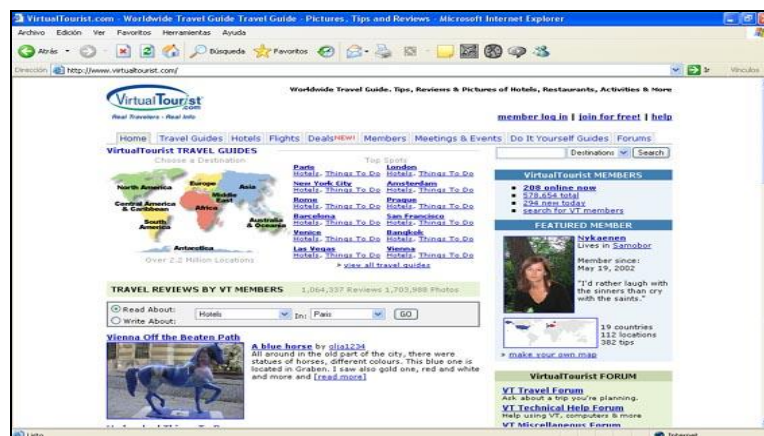 VirtualTourist.com - Worldwide Travel Guide Travel Guide - Pictures, Tips and Reviews - Microsoft Internet Explorer
Archivo Edición Ver Favoritos Herramientas Ayuda
Atrás Búsqueda Favoritos
Dirección http://www.virtualtourist.com/ Ir Vínculos
VirtualTourist.com
Real Travelers - Real Info
Worldwide Travel Guide. Tips, Reviews & Pictures of Hotels, Restaurants, Activities & More
member log in | join for free! | help
Home Travel Guides Hotels Flights Deals NEW! Members Meetings & Events Do It Yourself Guides Forums
VirtualTourist TRAVEL GUIDES
Choose a Destination
North America
Europe
Asia
Middle East
Central America & Caribbean
Africa
South America
Australia & Oceania
Antarctica
Over 2.2 Million Locations
Top Spots
Paris London
Hotels, Things To Do Hotels, Things To Do
New York City Amsterdam
Hotels, Things To Do Hotels, Things To Do
Rome Prague
Hotels, Things To Do Hotels, Things To Do
Barcelona San Francisco
Hotels, Things To Do Hotels, Things To Do
Venice Bangkok
Hotels, Things To Do Hotels, Things To Do
Las Vegas Vienna
Hotels, Things To Do Hotels, Things To Do
» view all travel guides
Destinations Search
VirtualTourist MEMBERS
208 online now
578,654 total
294 new today
search for VT members
FEATURED MEMBER
Nykaenen
Lives in Samobor
Member since:
May 19, 2002
"I'd rather laugh with
the sinners than cry
with the saints."
19 countries
112 locations
382 tips
» make your own map
TRAVEL REVIEWS BY VT MEMBERS 1,064,337 Reviews 1,703,988 Photos
Read About: Hotels In: Paris GO
Write About:
Vienna Off the Beaten Path
A blue horse by glia1234
All around in the old part of the city, there were
statues of horses, different colours. This blue one is
located in Graben. I saw also gold one, red and white
and more and [read more]
VirtualTourist FORUM
VT Travel Forum
Ask about a trip you're planning.
VT Technical Help Forum
Help using VT, computers & more
VT Miscellaneous Forum
Listo Internet